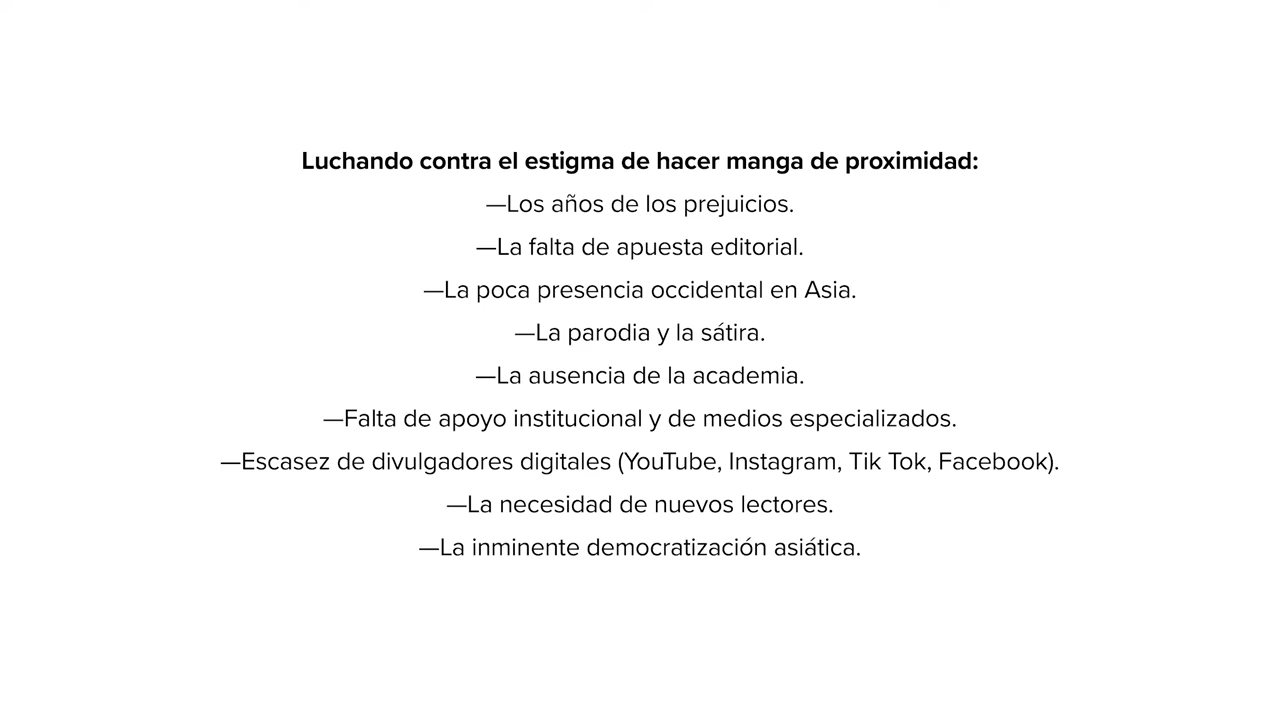 Luchando contra el estigma de hacer manga de proximidad:
—Los años de los prejuicios.
—La falta de apuesta editorial.
—La poca presencia occidental en Asia.
—La parodia y la sátira.
—La ausencia de la academia.
—Falta de apoyo institucional y de medios especializados.
—Escasez de divulgadores digitales (YouTube, Instagram, Tik Tok, Facebook).
—La necesidad de nuevos lectores.
—La inminente democratización asiática.